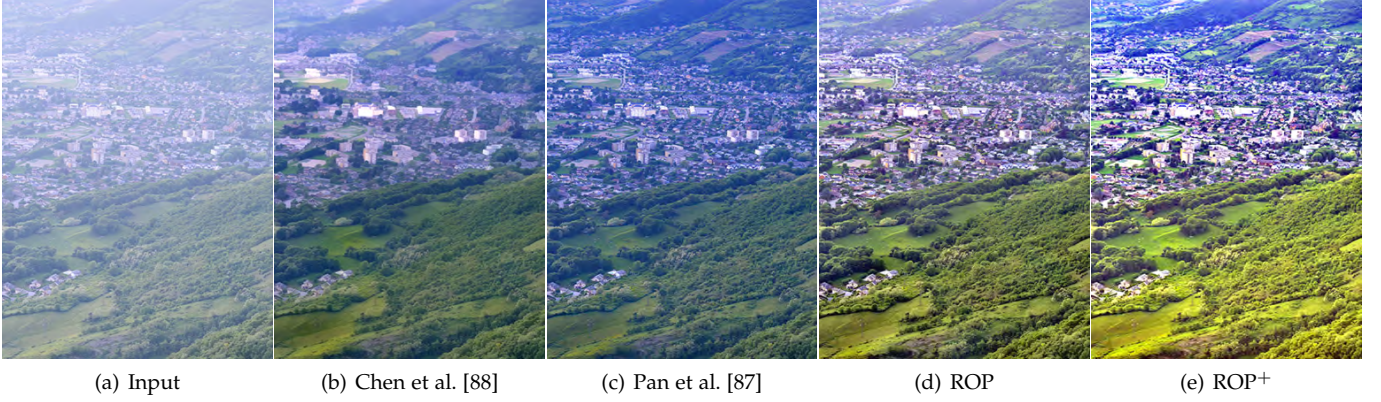 (a) Input
(b) Chen et al. [88]
(c) Pan et al. [87]
(d) ROP
(e) ROP+